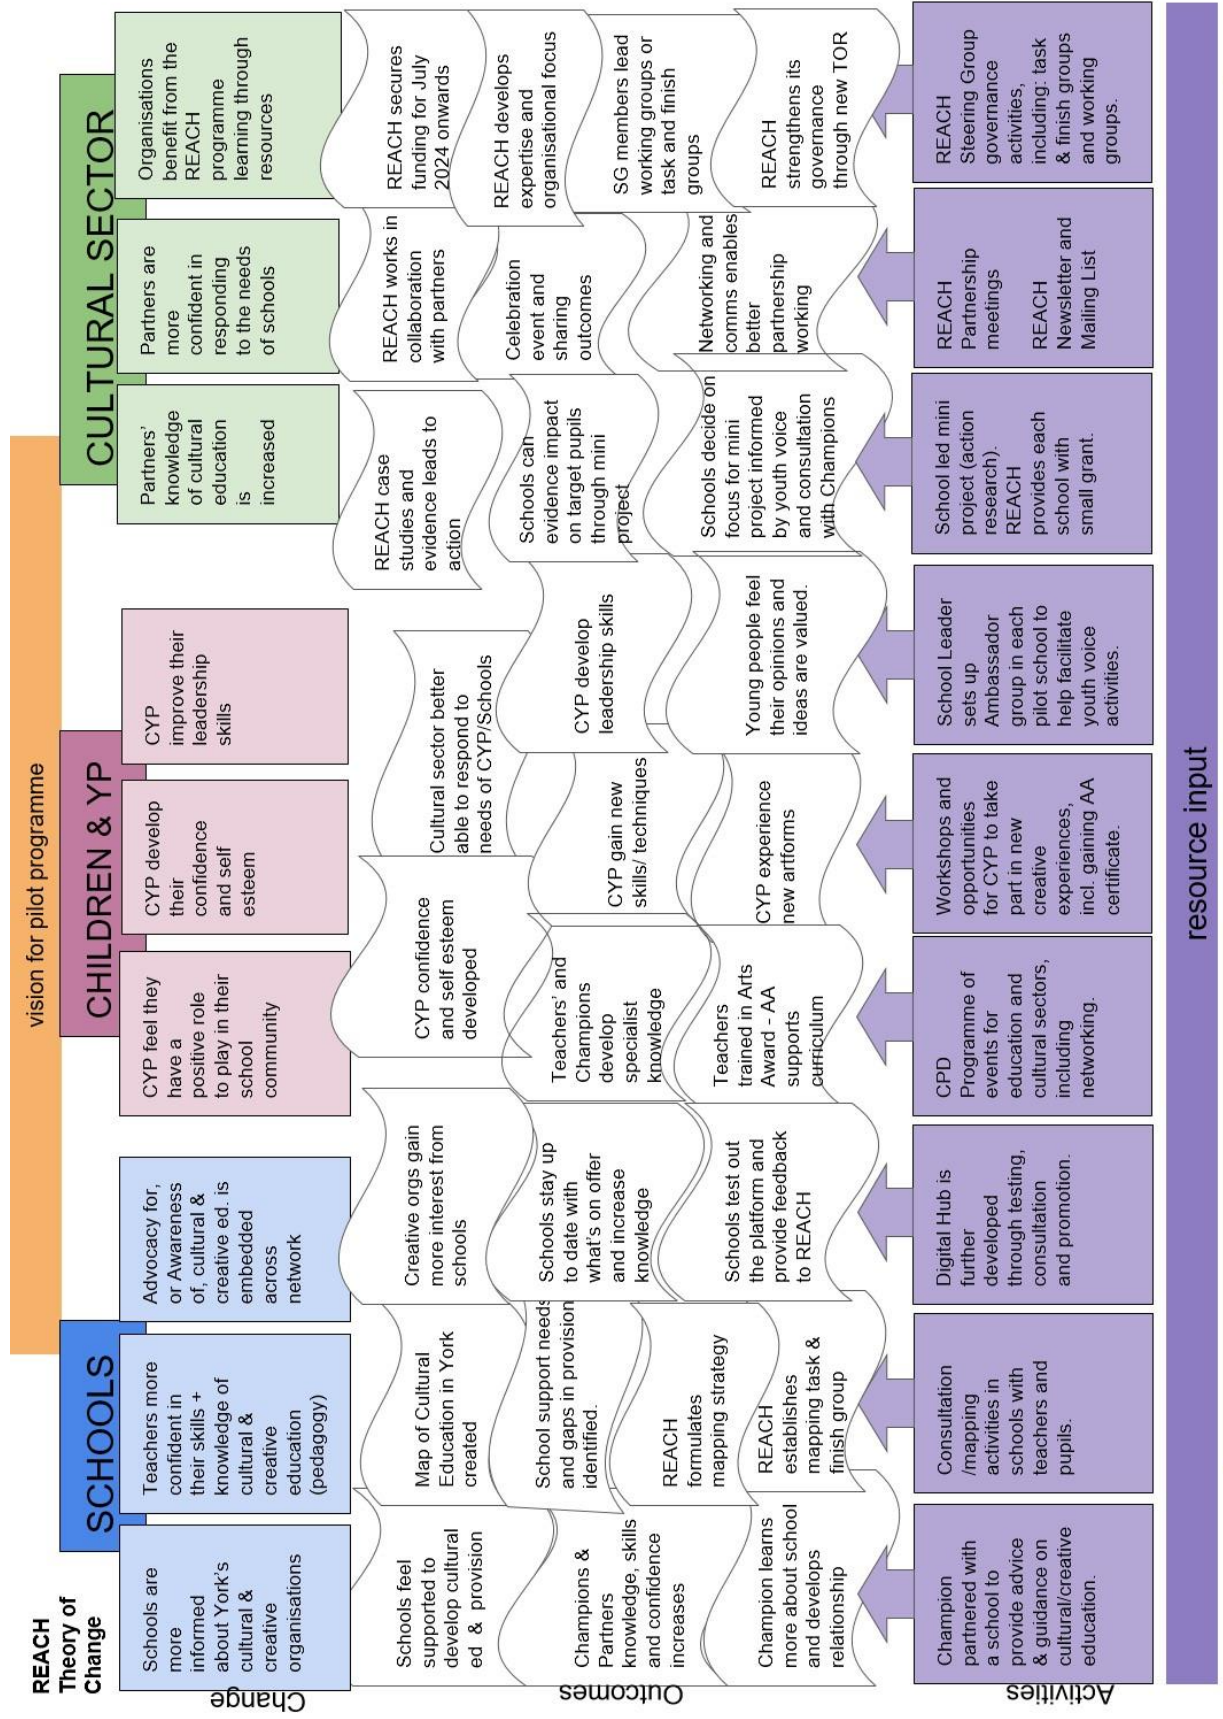 REACH
Theory of
Change
vision for pilot programme
SCHOOLS
CHILDREN & YP
CULTURAL SECTOR
Change
Schools are
more
informed
about York's
cultural &
creative
organisations
Teachers more
confident in
their skills +
knowledge of
cultural &
creative
education
(pedagogy)
Advocacy for,
or Awareness
of, cultural &
creative ed. is
embedded
across
network
CYP feel they
have a
positive role
to play in their
school
community
CYP develop
their
confidence
and self
esteem
CYP
improve their
leadership
skills
Partners'
knowledge
of cultural
education
is
increased
Partners are
more
confident in
responding
to the needs
of schools
Organisations
benefit from the
REACH
programme
learning through
resources
Outcomes
Schools feel
supported to
develop cultural
ed & provision
Champions &
Partners
knowledge, skills
and confidence
increases
Champion learns
more about school
and develops
relationship
Map of Cultural
Education in York
created
School support needs
and gaps in provision
identified.
REACH
formulates
mapping strategy
REACH
establishes
mapping task &
finish group
Creative orgs gain
more interest from
schools
Schools stay up
to date with
what's on offer
and increase
knowledge
Schools test out
the platform and
provide feedback
to REACH
CYP confidence
and self esteem
developed
Teachers' and
Champions
develop
specialist
knowledge
Teachers
trained in Arts
Award - AA
supports
curriculum
Cultural sector better
able to respond to
needs of CYP/Schools
CYP gain new
skills/ techniques
CYP experience
new artforms
CYP develop
leadership skills
Young people feel
their opinions and
ideas are valued.
REACH case
studies and
evidence leads to
action
Schools can
evidence impact
on target pupils
through mini
project
Schools decide on
focus for mini
project informed
by youth voice
and consultation
with Champions
REACH works in
collaboration
with partners
Celebration
event and
sharing
outcomes
Networking and
comms enables
better
partnership
working
REACH secures
funding for July
2024 onwards
REACH develops
expertise and
organisational focus
SG members lead
working groups or
task and finish
groups
REACH
strengthens its
governance
through new TOR
Activities
Champion
partnered with
a school to
provide advice
& guidance on
cultural/creative
education.
Consultation
/mapping
activities in
schools with
teachers and
pupils.
Digital Hub is
further
developed
through testing,
consultation
and promotion.
CPD
Programme of
events for
education and
cultural sectors,
including
networking.
Workshops and
opportunities
for CYP to take
part in new
creative
experiences,
incl. gaining AA
certificate.
School Leader
sets up
Ambassador
group in each
pilot school to
help facilitate
youth voice
activities.
School led mini
project (action
research).
REACH
provides each
school with
small grant.
REACH
Partnership
meetings
REACH
Newsletter and
Mailing List
REACH
Steering Group
governance
activities,
including: task
& finish groups
and working
groups.
resource input